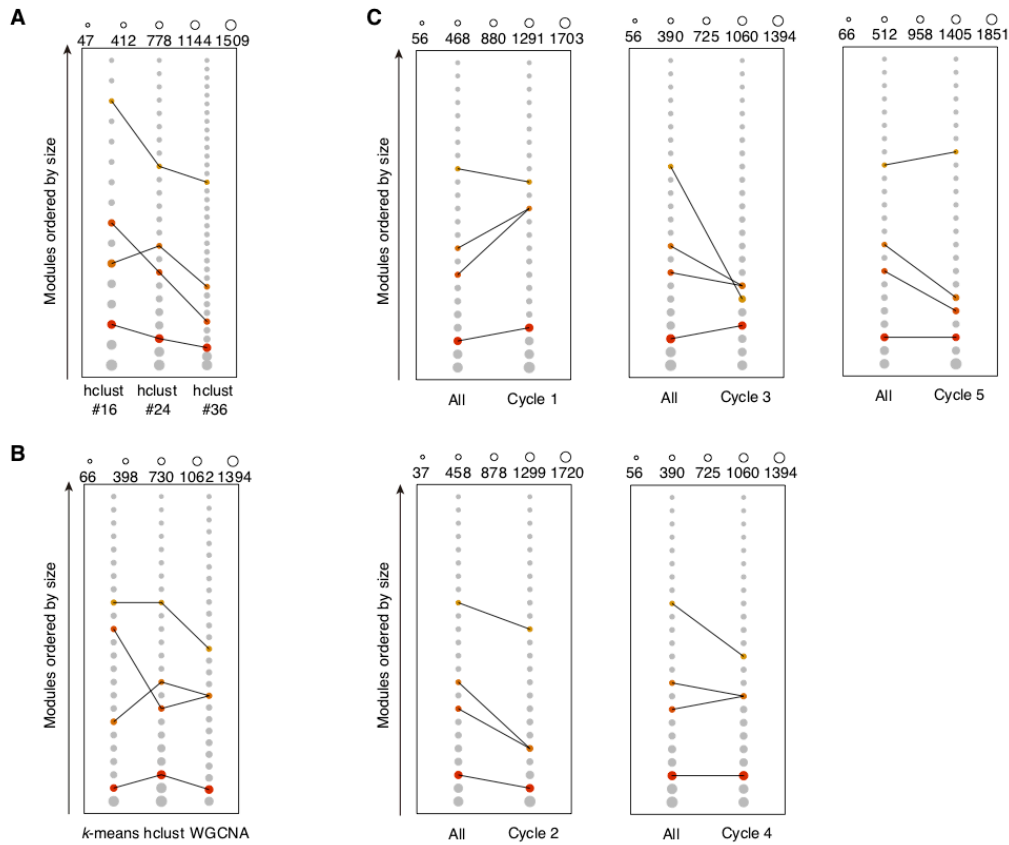 A
47 412 778 1144 1509
Modules ordered by size
hclust hclust hclust
#16 #24 #36
B
66 398 730 1062 1394
Modules ordered by size
k-means hclust WGCNA
C
56 468 880 1291 1703
Modules ordered by size
All Cycle 1
56 390 725 1060 1394
All Cycle 3
66 512 958 1405 1851
All Cycle 5
37 458 878 1299 1720
Modules ordered by size
All Cycle 2
56 390 725 1060 1394
All Cycle 4